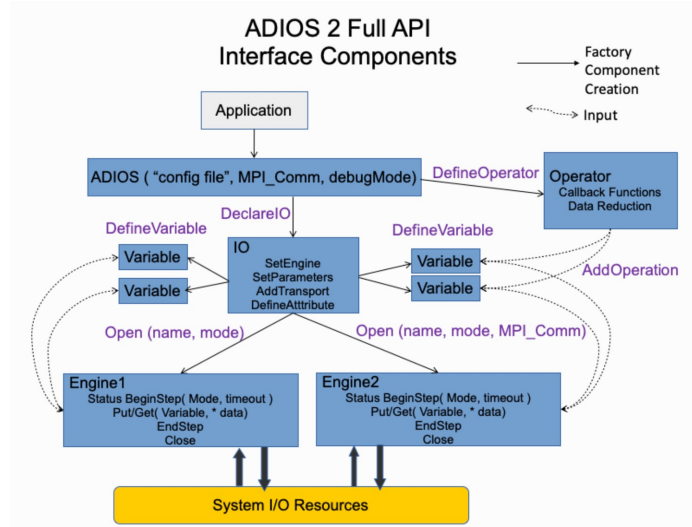 ADIOS 2 Full API
Interface Components
Factory
Component
Creation
Input
Application
ADIOS ( “config file”, MPI_Comm, debugMode)
DefineOperator
Operator
Callback Functions
Data Reduction
DeclareIO
DefineVariable
Variable
Variable
IO
SetEngine
SetParameters
AddTransport
DefineAtttribute
DefineVariable
Variable
Variable
AddOperation
Open (name, mode)
Open (name, mode, MPI_Comm)
Engine1
Status BeginStep( Mode, timeout )
Put/Get( Variable, * data)
EndStep
Close
Engine2
Status BeginStep( Mode, timeout )
Put/Get( Variable, * data)
EndStep
Close
System I/O Resources